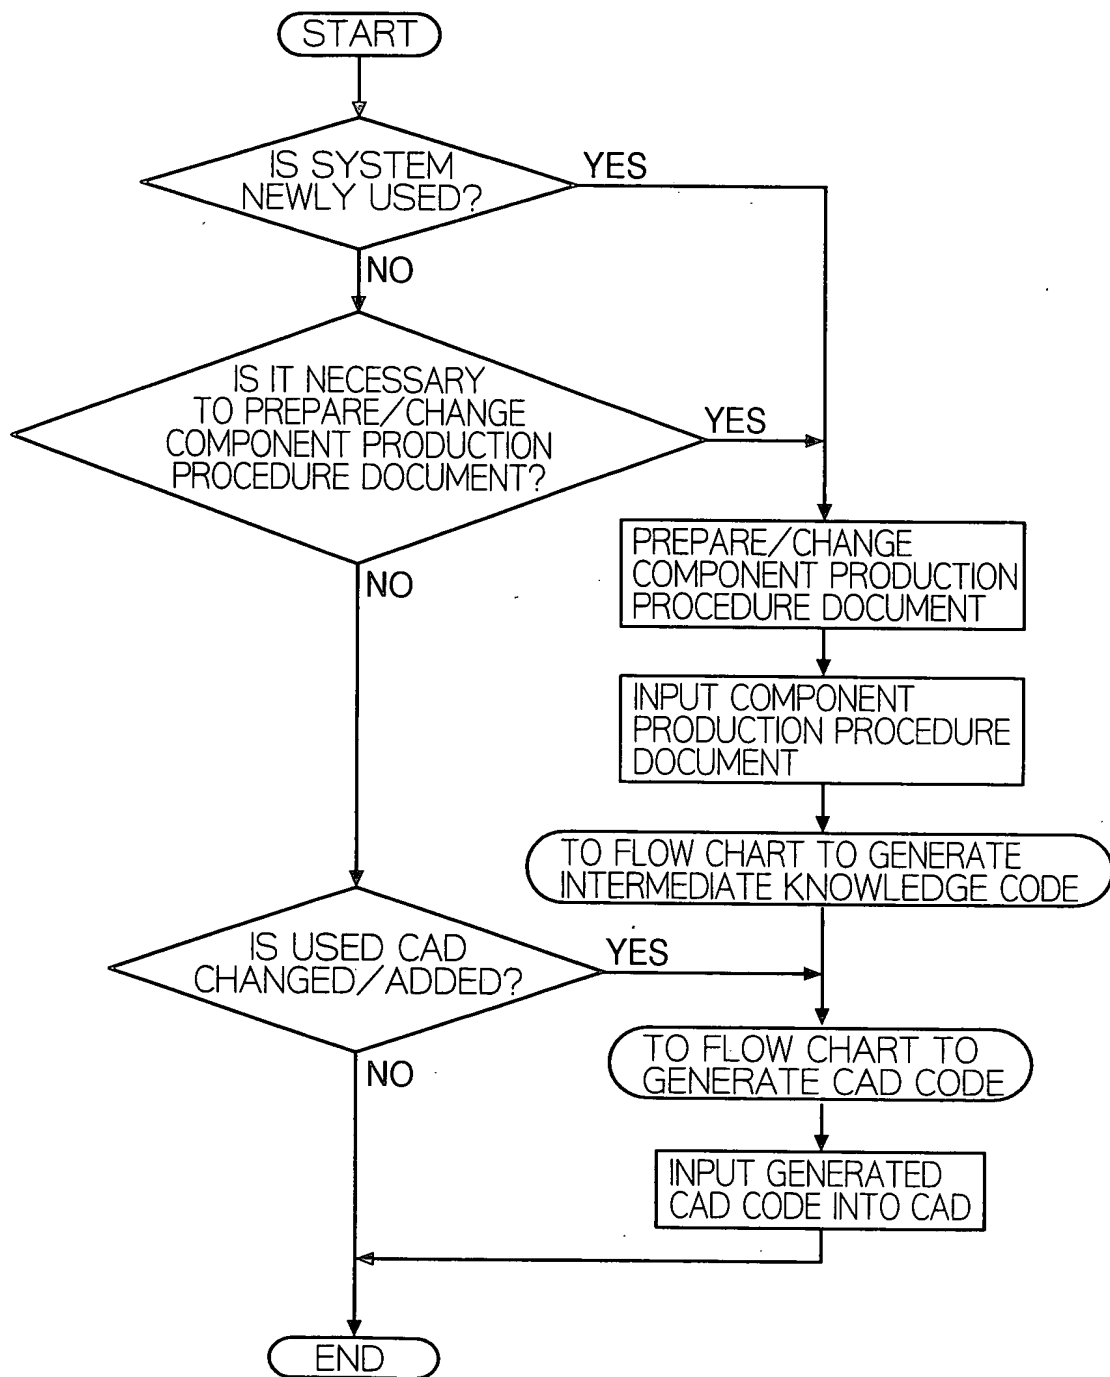 START
IS SYSTEM
NEWLY USED?
YES
NO
IS IT NECESSARY
TO PREPARE/CHANGE
COMPONENT PRODUCTION
PROCEDURE DOCUMENT?
YES
NO
PREPARE/CHANGE
COMPONENT PRODUCTION
PROCEDURE DOCUMENT
INPUT COMPONENT
PRODUCTION PROCEDURE
DOCUMENT
TO FLOW CHART TO GENERATE
INTERMEDIATE KNOWLEDGE CODE
IS USED CAD
CHANGED/ADDED?
YES
NO
TO FLOW CHART TO
GENERATE CAD CODE
INPUT GENERATED
CAD CODE INTO CAD
END